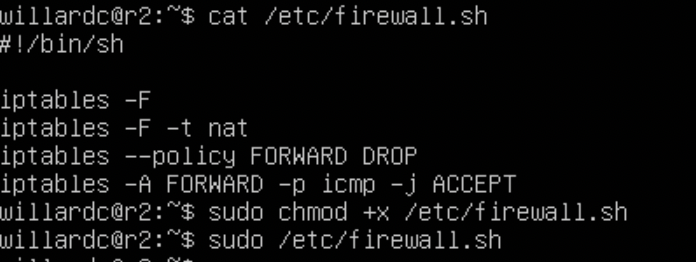 willardc@r2:~$ cat /etc/firewall.sh
#!/bin/sh

iptables -F
iptables -F -t nat
iptables --policy FORWARD DROP
iptables -A FORWARD -p icmp -j ACCEPT
willardc@r2:~$ sudo chmod +x /etc/firewall.sh
willardc@r2:~$ sudo /etc/firewall.sh